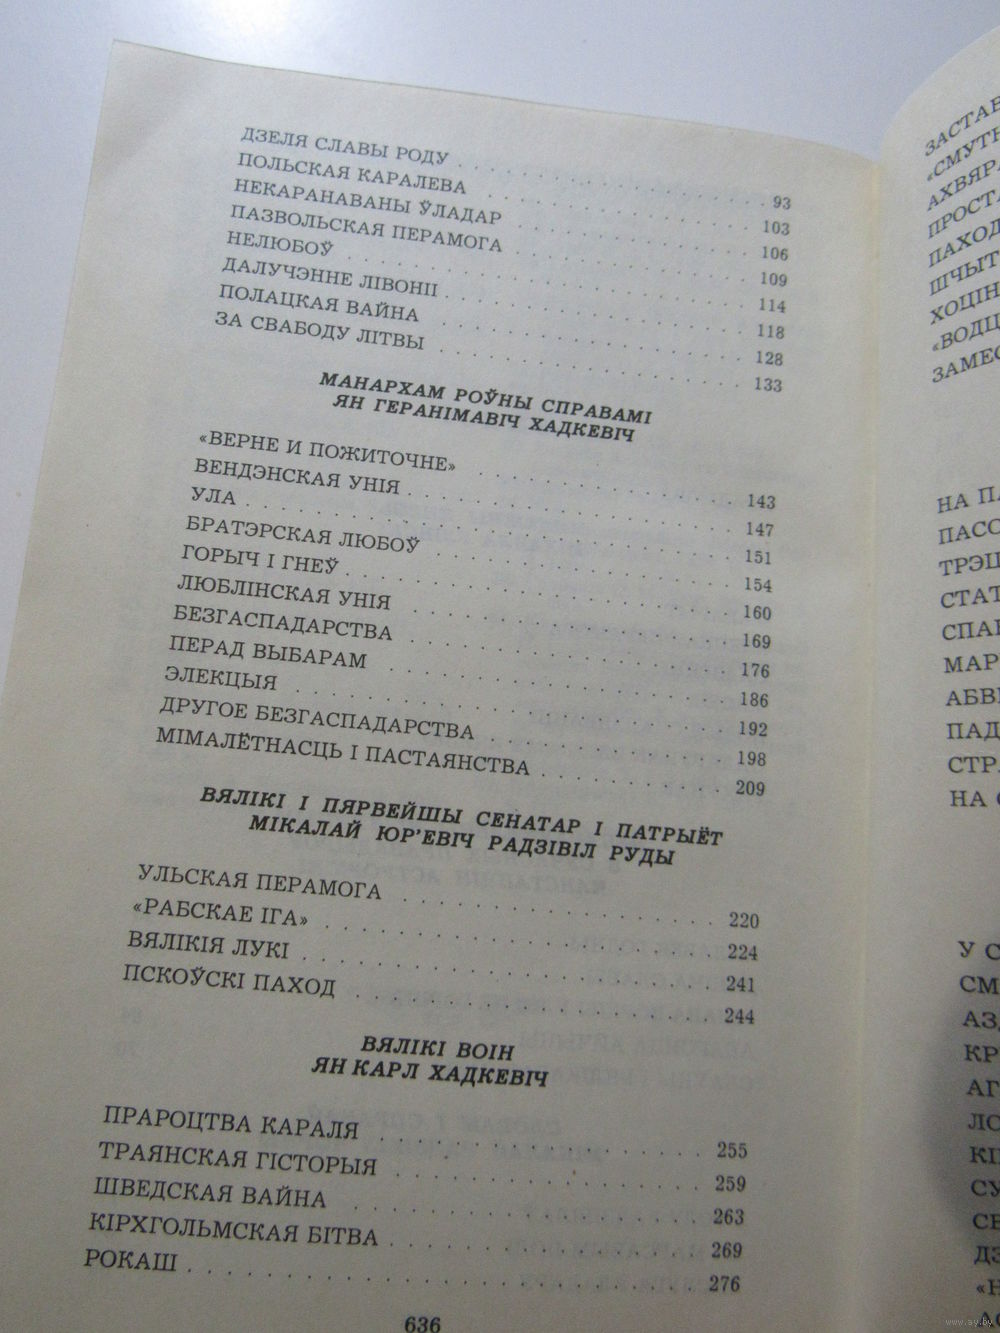 ДЗЕЛЯ СЛАВЫ РОДУ . . . 93
ПОЛЬСКАЯ КАРАЛЕВА . . . 103
НЕКАРАНАВАНЫ ЎЛАДАР . . . 106
ПАЗВОЛЬСКАЯ ПЕРАМОГА . . . 109
НЕЛЮБОЎ . . . 114
ДАЛУЧЭННЕ ЛІВОНІІ . . . 118
ПОЛАЦКАЯ ВАЙНА . . . 128
ЗА СВАБОДУ ЛІТВЫ . . . 133
МАНАРХАМ РОЎНЫ СПРАВАМІ
ЯН ГЕРАНІМАВІЧ ХАДКЕВІЧ
«ВЕРНЕ И ПОЖИТОЧНЕ» . . . 143
ВЕНДЭНСКАЯ УНІЯ . . . 147
УЛА . . . 151
БРАТЭРСКАЯ ЛЮБОЎ . . . 154
ГОРЫЧ І ГНЕЎ . . . 160
ЛЮБЛІНСКАЯ УНІЯ . . . 169
БЕЗГАСПАДАРСТВА . . . 176
ПЕРАД ВЫБАРАМ . . . 186
ЭЛЕКЦЫЯ . . . 192
ДРУГОЕ БЕЗГАСПАДАРСТВА . . . 198
МІМАЛЁТНАСЦЬ І ПАСТАЯНСТВА . . . 209
ВЯЛІКІ І ПЯРВЕЙШЫ СЕНАТАР І ПАТРЫЁТ
МІКАЛАЙ ЮР'ЕВІЧ РАДЗІВІЛ РУДЫ
УЛЬСКАЯ ПЕРАМОГА . . . 220
«РАБСКАЕ ІГА» . . . 224
ВЯЛІКІЯ ЛУКІ . . . 241
ПСКОЎСКІ ПАХОД . . . 244
ВЯЛІКІ ВОІН
ЯН КАРЛ ХАДКЕВІЧ
ПРАРОЦТВА КАРАЛЯ . . . 255
ТРАЯНСКАЯ ГІСТОРЫЯ . . . 259
ШВЕДСКАЯ ВАЙНА . . . 263
КІРХГОЛЬМСКАЯ БІТВА . . . 269
РОКАШ . . . 276
636
НА
У
НА
www.ay.by